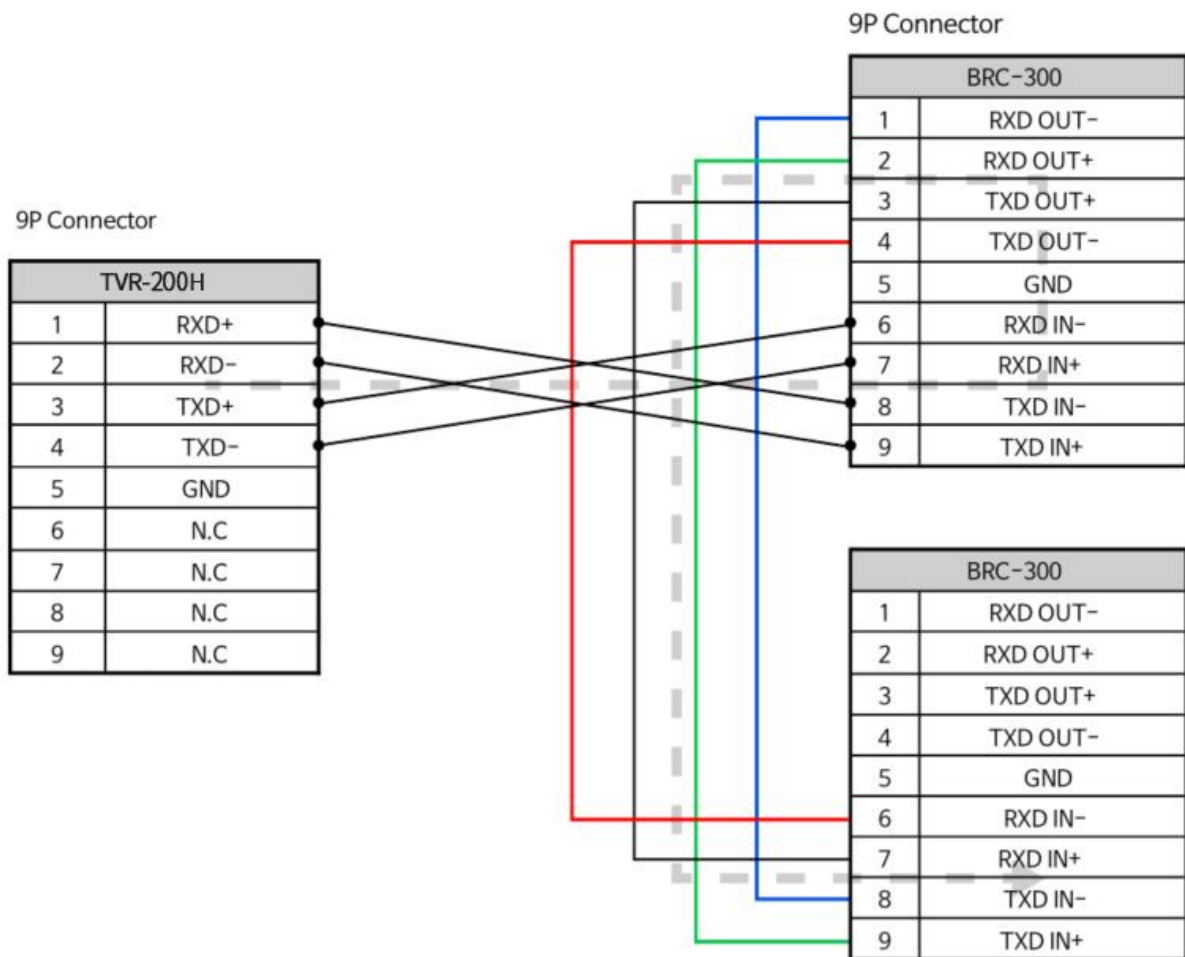 9P Connector
BRC-300
1 RXD OUT-
2 RXD OUT+
3 TXD OUT+
4 TXD OUT-
5 GND
6 RXD IN-
7 RXD IN+
8 TXD IN-
9 TXD IN+
9P Connector
TVR-200H
1 RXD+
2 RXD-
3 TXD+
4 TXD-
5 GND
6 N.C
7 N.C
8 N.C
9 N.C
BRC-300
1 RXD OUT-
2 RXD OUT+
3 TXD OUT+
4 TXD OUT-
5 GND
6 RXD IN-
7 RXD IN+
8 TXD IN-
9 TXD IN+